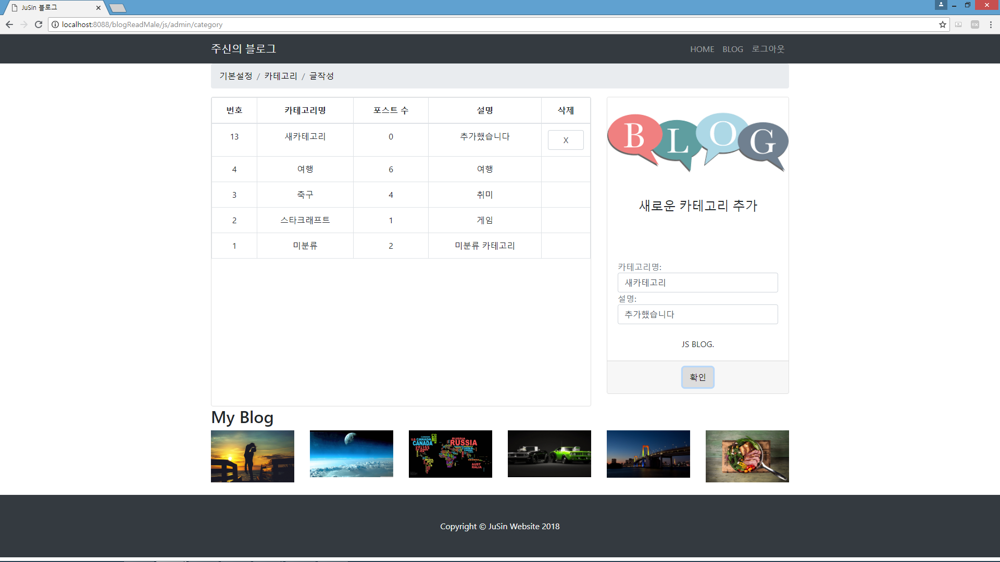 JuSin 블로그
localhost:8088/blogReadMale/js/admin/category
주신의 블로그
HOME BLOG 로그아웃
기본설정 / 카테고리 / 글작성
번호 카테고리명 포스트 수 설명 삭제
13 새카테고리 0 추가했습니다 X
4 여행 6 여행
3 축구 4 취미
2 스타크래프트 1 게임
1 미분류 2 미분류 카테고리
BLOG
새로운 카테고리 추가
카테고리명:
새카테고리
설명:
추가했습니다
JS BLOG.
확인
My Blog
RUSSIA
CANADA
CANADA
RUSSIA
CHINA
AUST
RALIA
Copyright © JuSin Website 2018